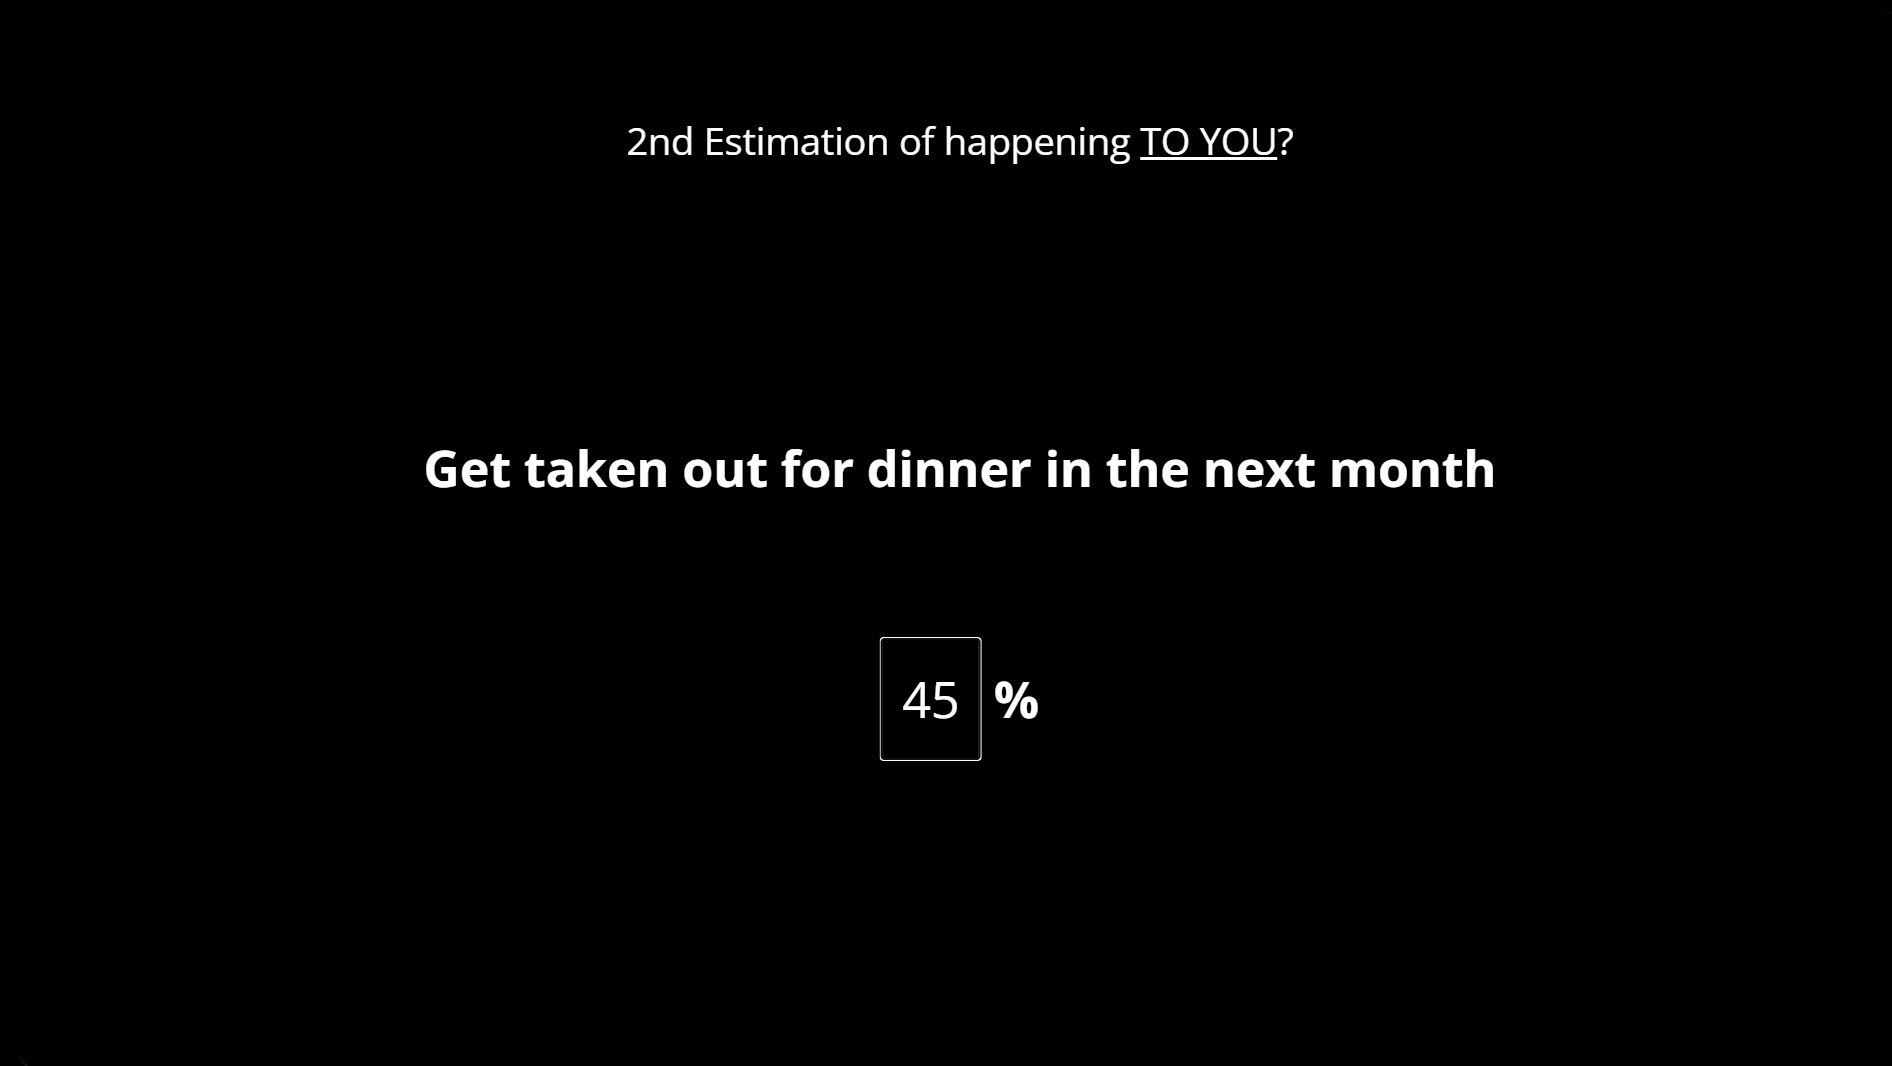 2nd Estimation of happening TO YOU?
Get taken out for dinner in the next month
45 %